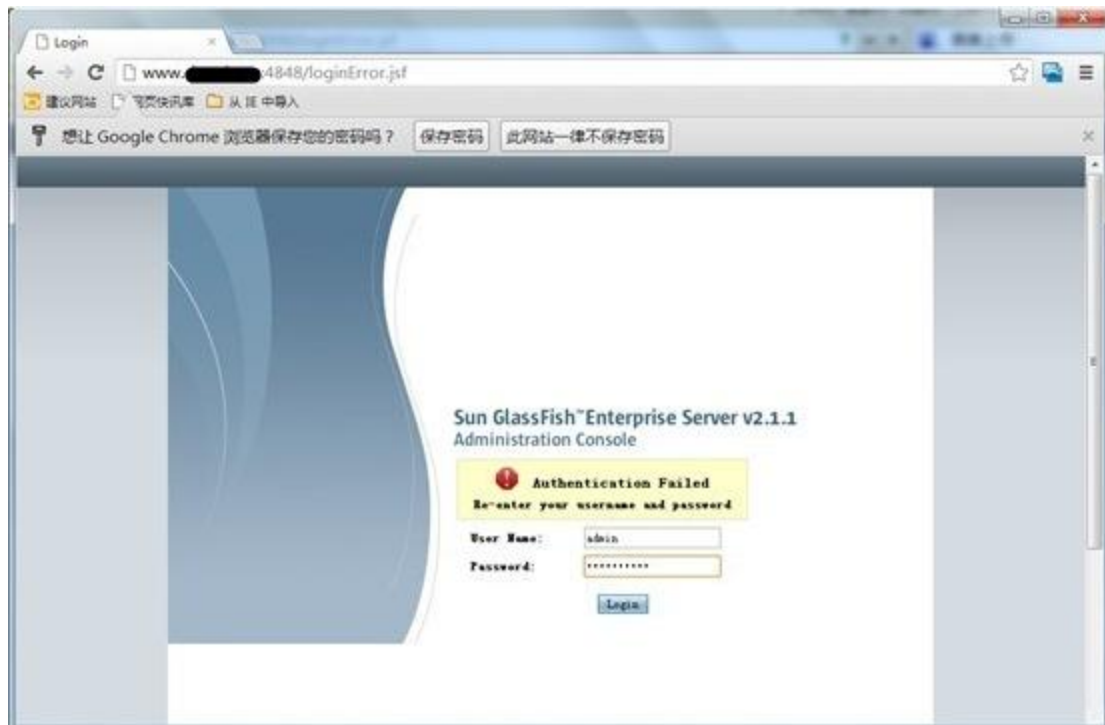 Login
www. :4848/loginError.jsf
建议网站 网页快讯库 从 IE 中导入
想让 Google Chrome 浏览器保存您的密码吗？ 保存密码 此网站一律不保存密码
Sun GlassFish™Enterprise Server v2.1.1
Administration Console
Authentication Failed
Re-enter your username and password
User Name: admin
Password: ••••••••••
Login